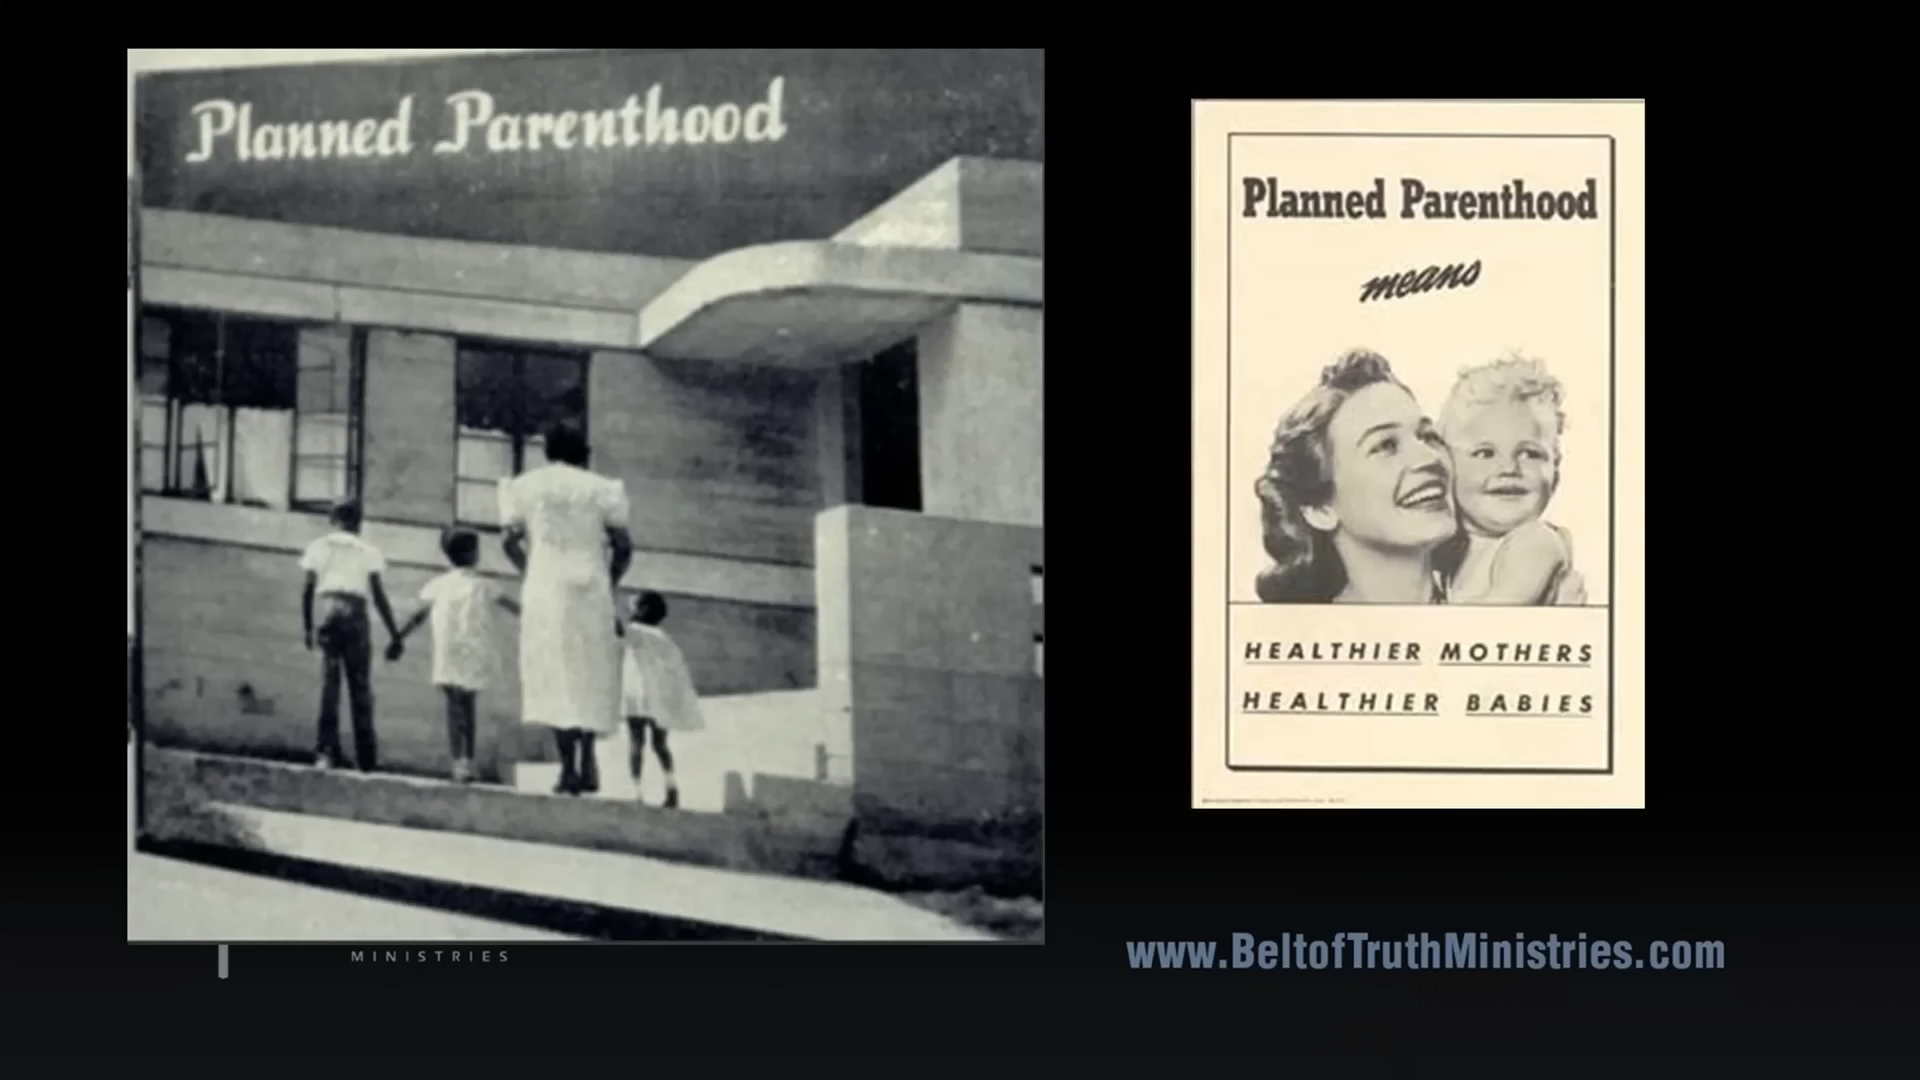 Planned Parenthood
Planned Parenthood
means
HEALTHIER MOTHERS
HEALTHIER BABIES
MINISTRIES
www.BeltofTruthMinistries.com